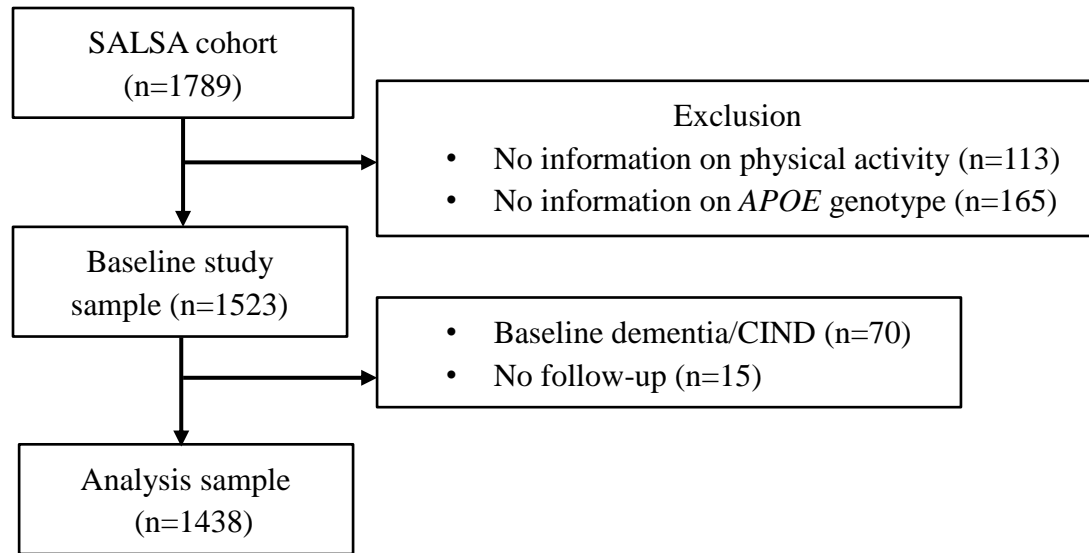 SALSA cohort
(n=1789)
Exclusion
• No information on physical activity (n=113)
• No information on APOE genotype (n=165)
Baseline study
sample (n=1523)
• Baseline dementia/CIND (n=70)
• No follow-up (n=15)
Analysis sample
(n=1438)